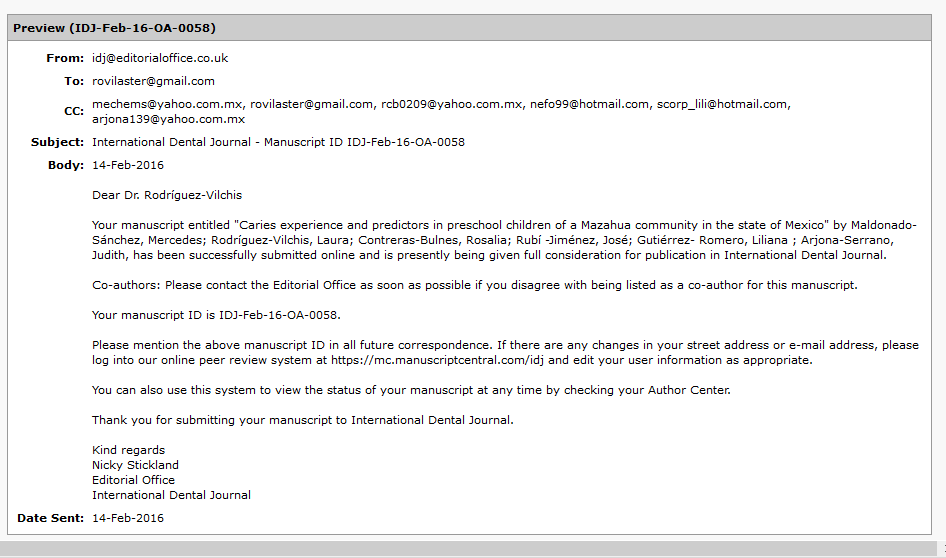 Preview (IDJ-Feb-16-OA-0058)
From: idj@editorialoffice.co.uk
To: rovilaster@gmail.com
CC: mechems@yahoo.com.mx, rovilaster@gmail.com, rcb0209@yahoo.com.mx, nefo99@hotmail.com, scorp_lili@hotmail.com,
arjona139@yahoo.com.mx
Subject: International Dental Journal - Manuscript ID IDJ-Feb-16-OA-0058
Body: 14-Feb-2016
Dear Dr. Rodríguez-Vilchis
Your manuscript entitled "Caries experience and predictors in preschool children of a Mazahua community in the state of Mexico" by Maldonado-
Sánchez, Mercedes; Rodríguez-Vilchis, Laura; Contreras-Bulnes, Rosalia; Rubí -Jiménez, José; Gutiérrez- Romero, Liliana ; Arjona-Serrano,
Judith, has been successfully submitted online and is presently being given full consideration for publication in International Dental Journal.
Co-authors: Please contact the Editorial Office as soon as possible if you disagree with being listed as a co-author for this manuscript.
Your manuscript ID is IDJ-Feb-16-OA-0058.
Please mention the above manuscript ID in all future correspondence. If there are any changes in your street address or e-mail address, please
log into our online peer review system at https://mc.manuscriptcentral.com/idj and edit your user information as appropriate.
You can also use this system to view the status of your manuscript at any time by checking your Author Center.
Thank you for submitting your manuscript to International Dental Journal.
Kind regards
Nicky Stickland
Editorial Office
International Dental Journal
Date Sent: 14-Feb-2016